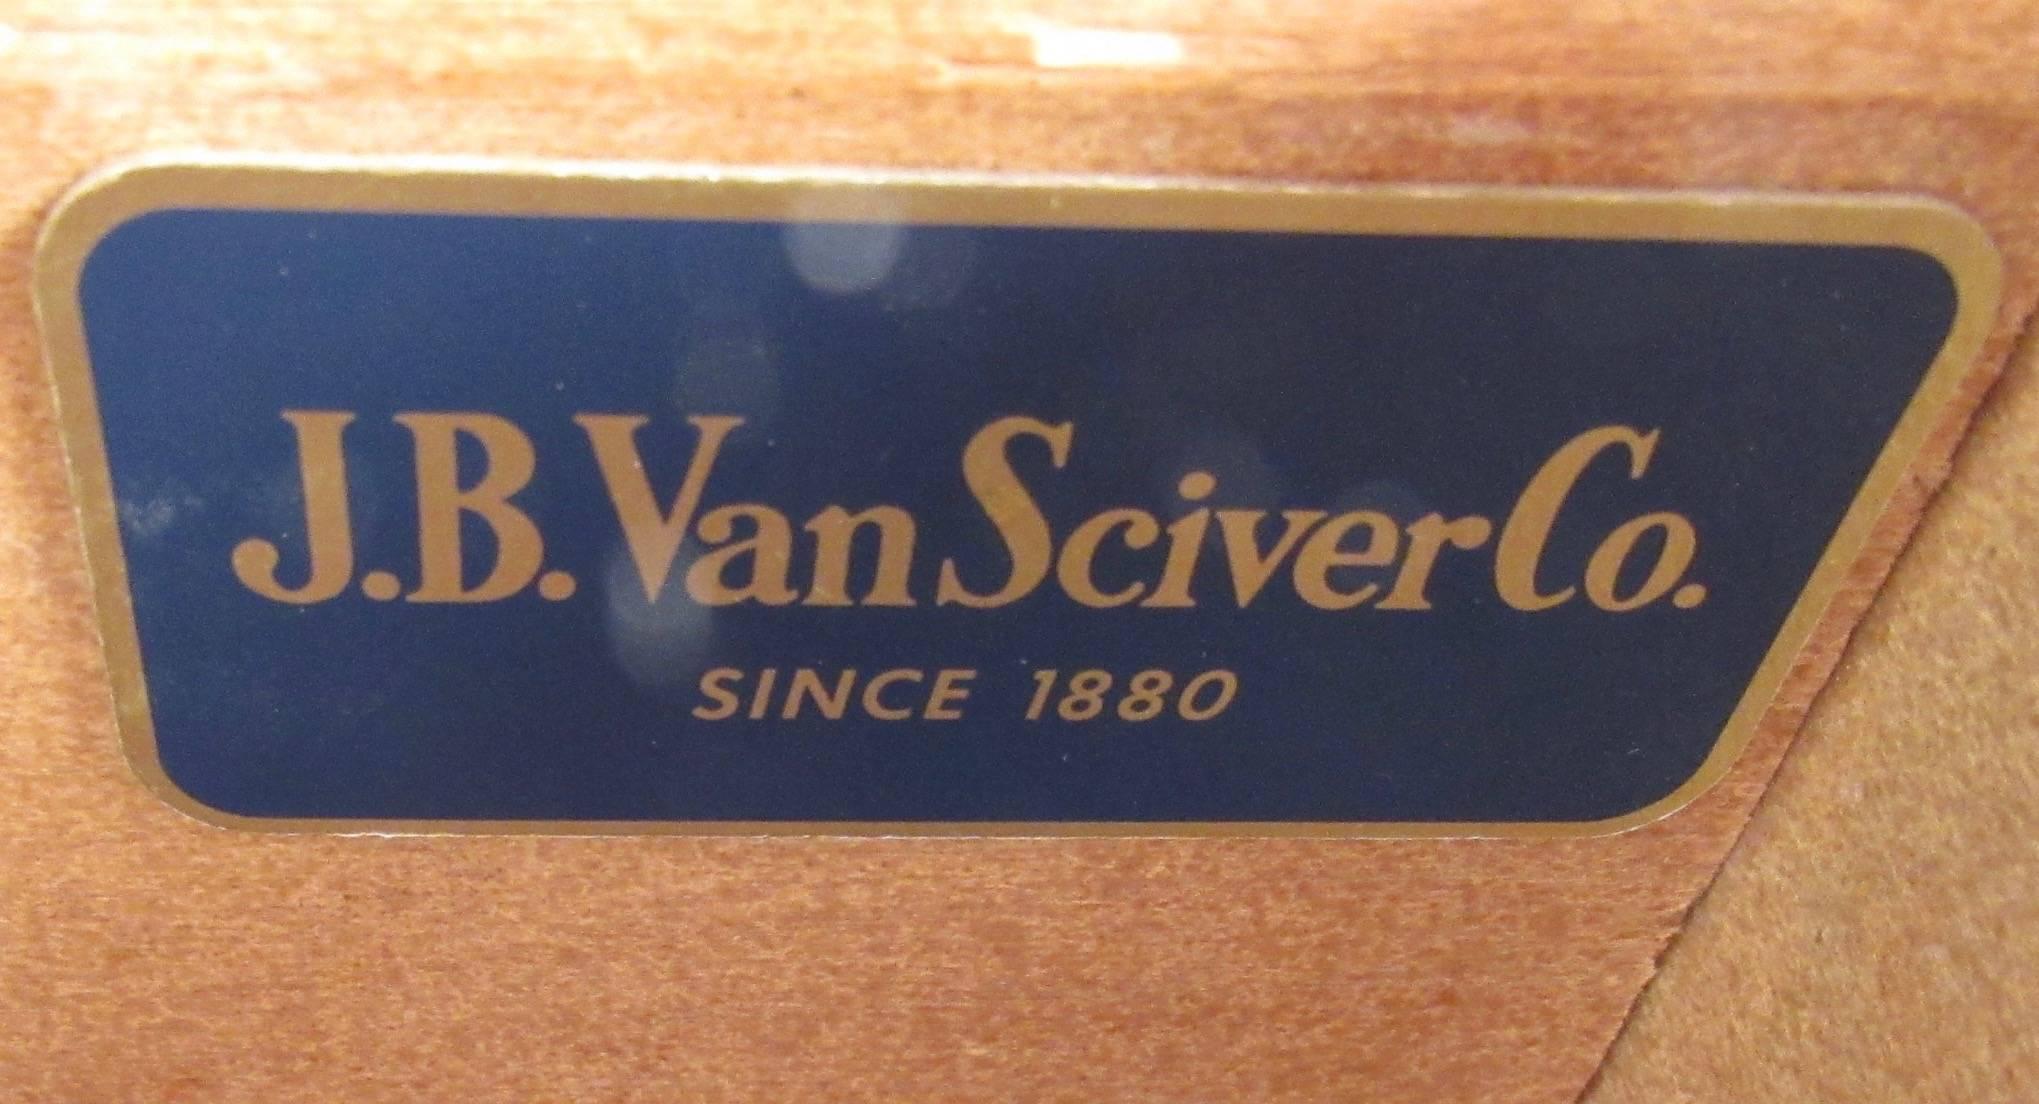 J.B. Van Sciver Co.
SINCE 1880